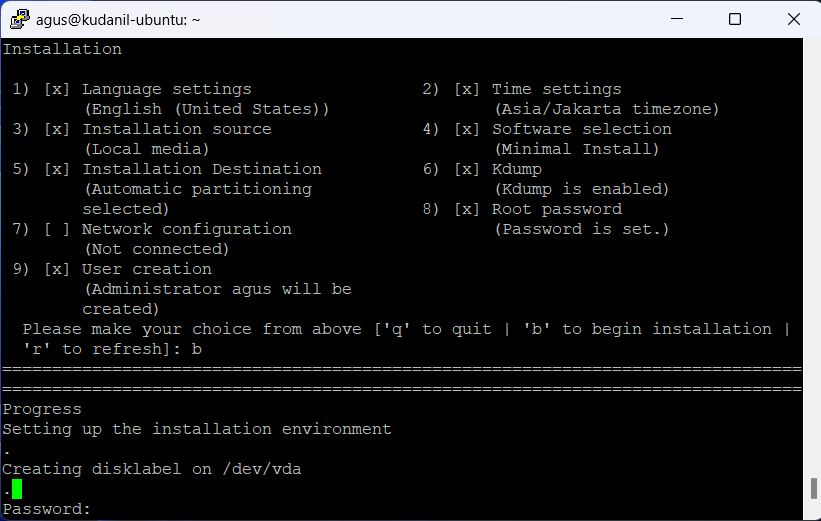 agus@kudanil-ubuntu: ~
Installation
1) [x] Language settings                 2) [x] Time settings
       (English (United States))                (Asia/Jakarta timezone)
3) [x] Installation source               4) [x] Software selection
       (Local media)                            (Minimal Install)
5) [x] Installation Destination          6) [x] Kdump
       (Automatic partitioning                  (Kdump is enabled)
       selected)                         8) [x] Root password
7) [ ] Network configuration                    (Password is set.)
       (Not connected)
9) [x] User creation
       (Administrator agus will be
       created)
  Please make your choice from above ['q' to quit | 'b' to begin installation |
  'r' to refresh]: b
================================================================================
================================================================================
Progress
Setting up the installation environment
.
Creating disklabel on /dev/vda
.
Password: